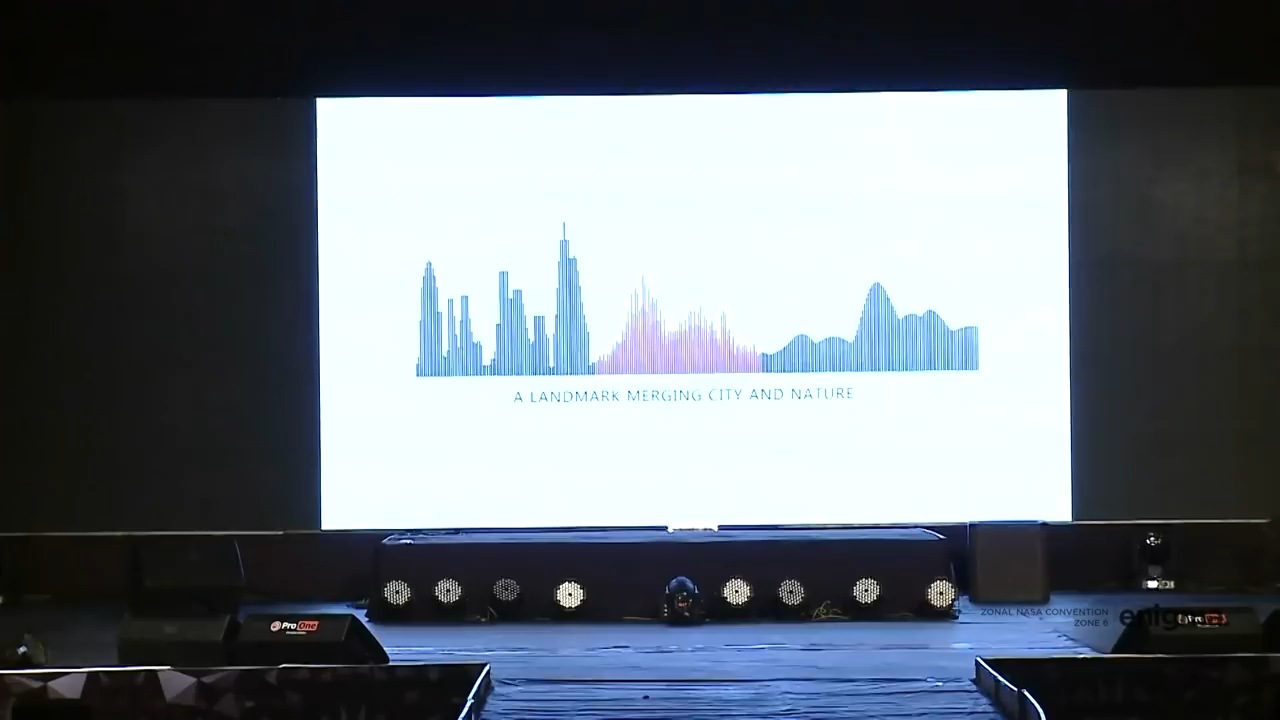 A LANDMARK MERGING CITY AND NATURE
ZONAL NASA CONVENTION
ZONE 6
ProOne